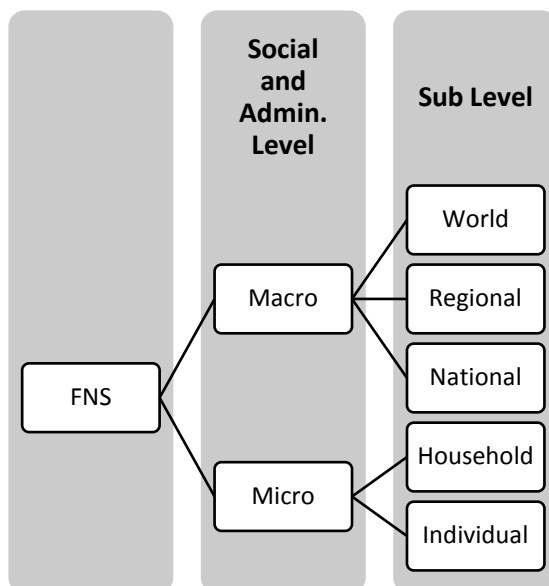 Social
and
Admin.
Level
Sub Level
World
Macro
Regional
National
FNS
Household
Micro
Individual